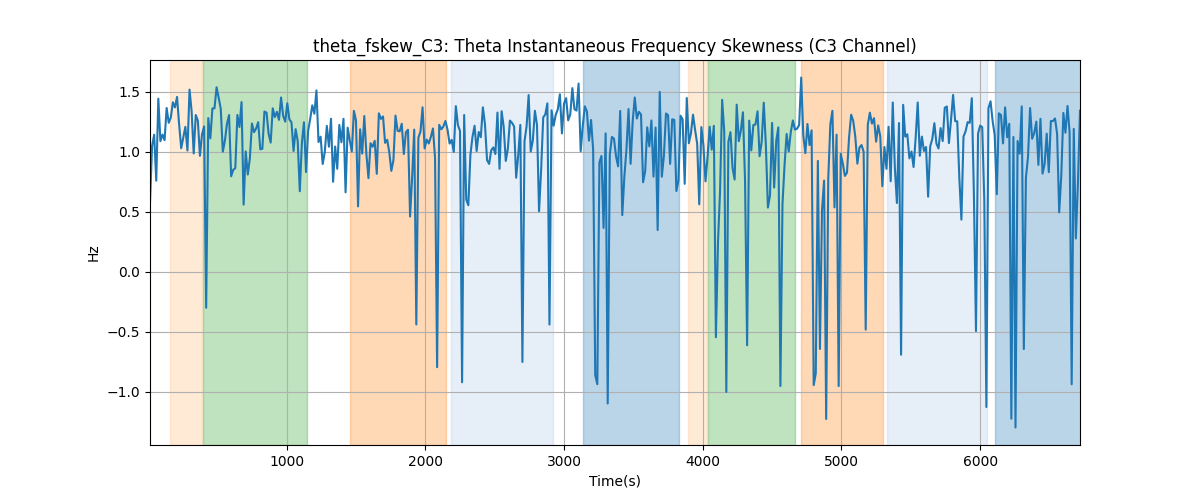 theta_fskew_C3: Theta Instantaneous Frequency Skewness (C3 Channel)
1.5
1.0
0.5
0.0
−0.5
−1.0
Hz
1000 2000 3000 4000 5000 6000
Time(s)